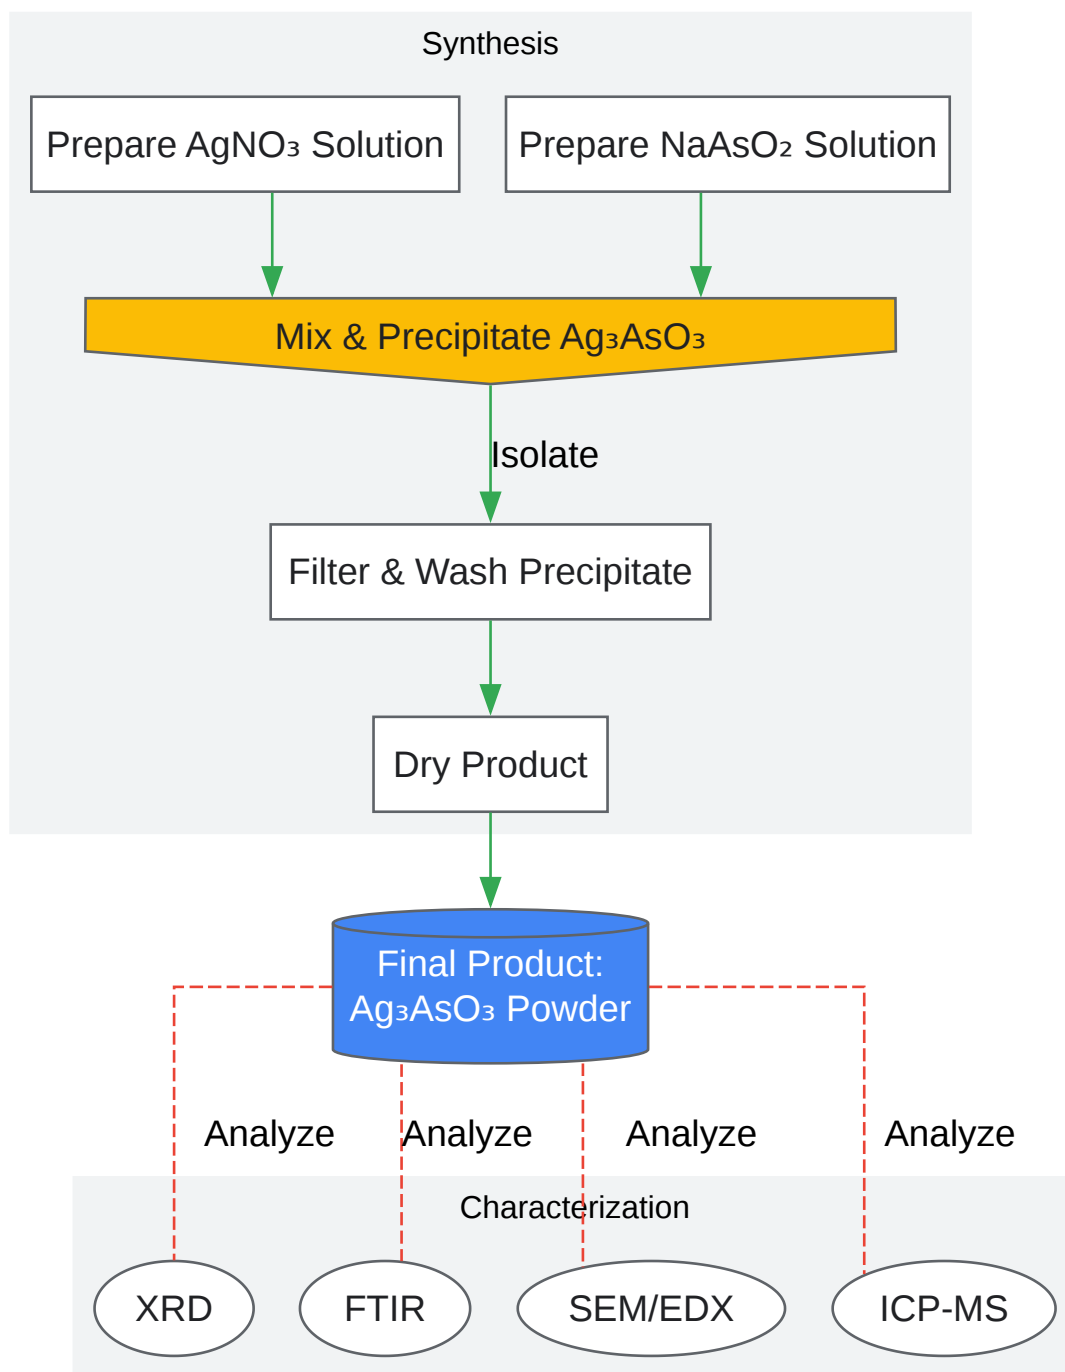 Synthesis
Prepare AgNO₃ Solution
Prepare NaAsO₂ Solution
Mix & Precipitate Ag₃AsO₃
Isolate
Filter & Wash Precipitate
Dry Product
Final Product:
Ag₃AsO₃ Powder
Analyze
Analyze
Analyze
Analyze
Characterization
XRD
FTIR
SEM/EDX
ICP-MS